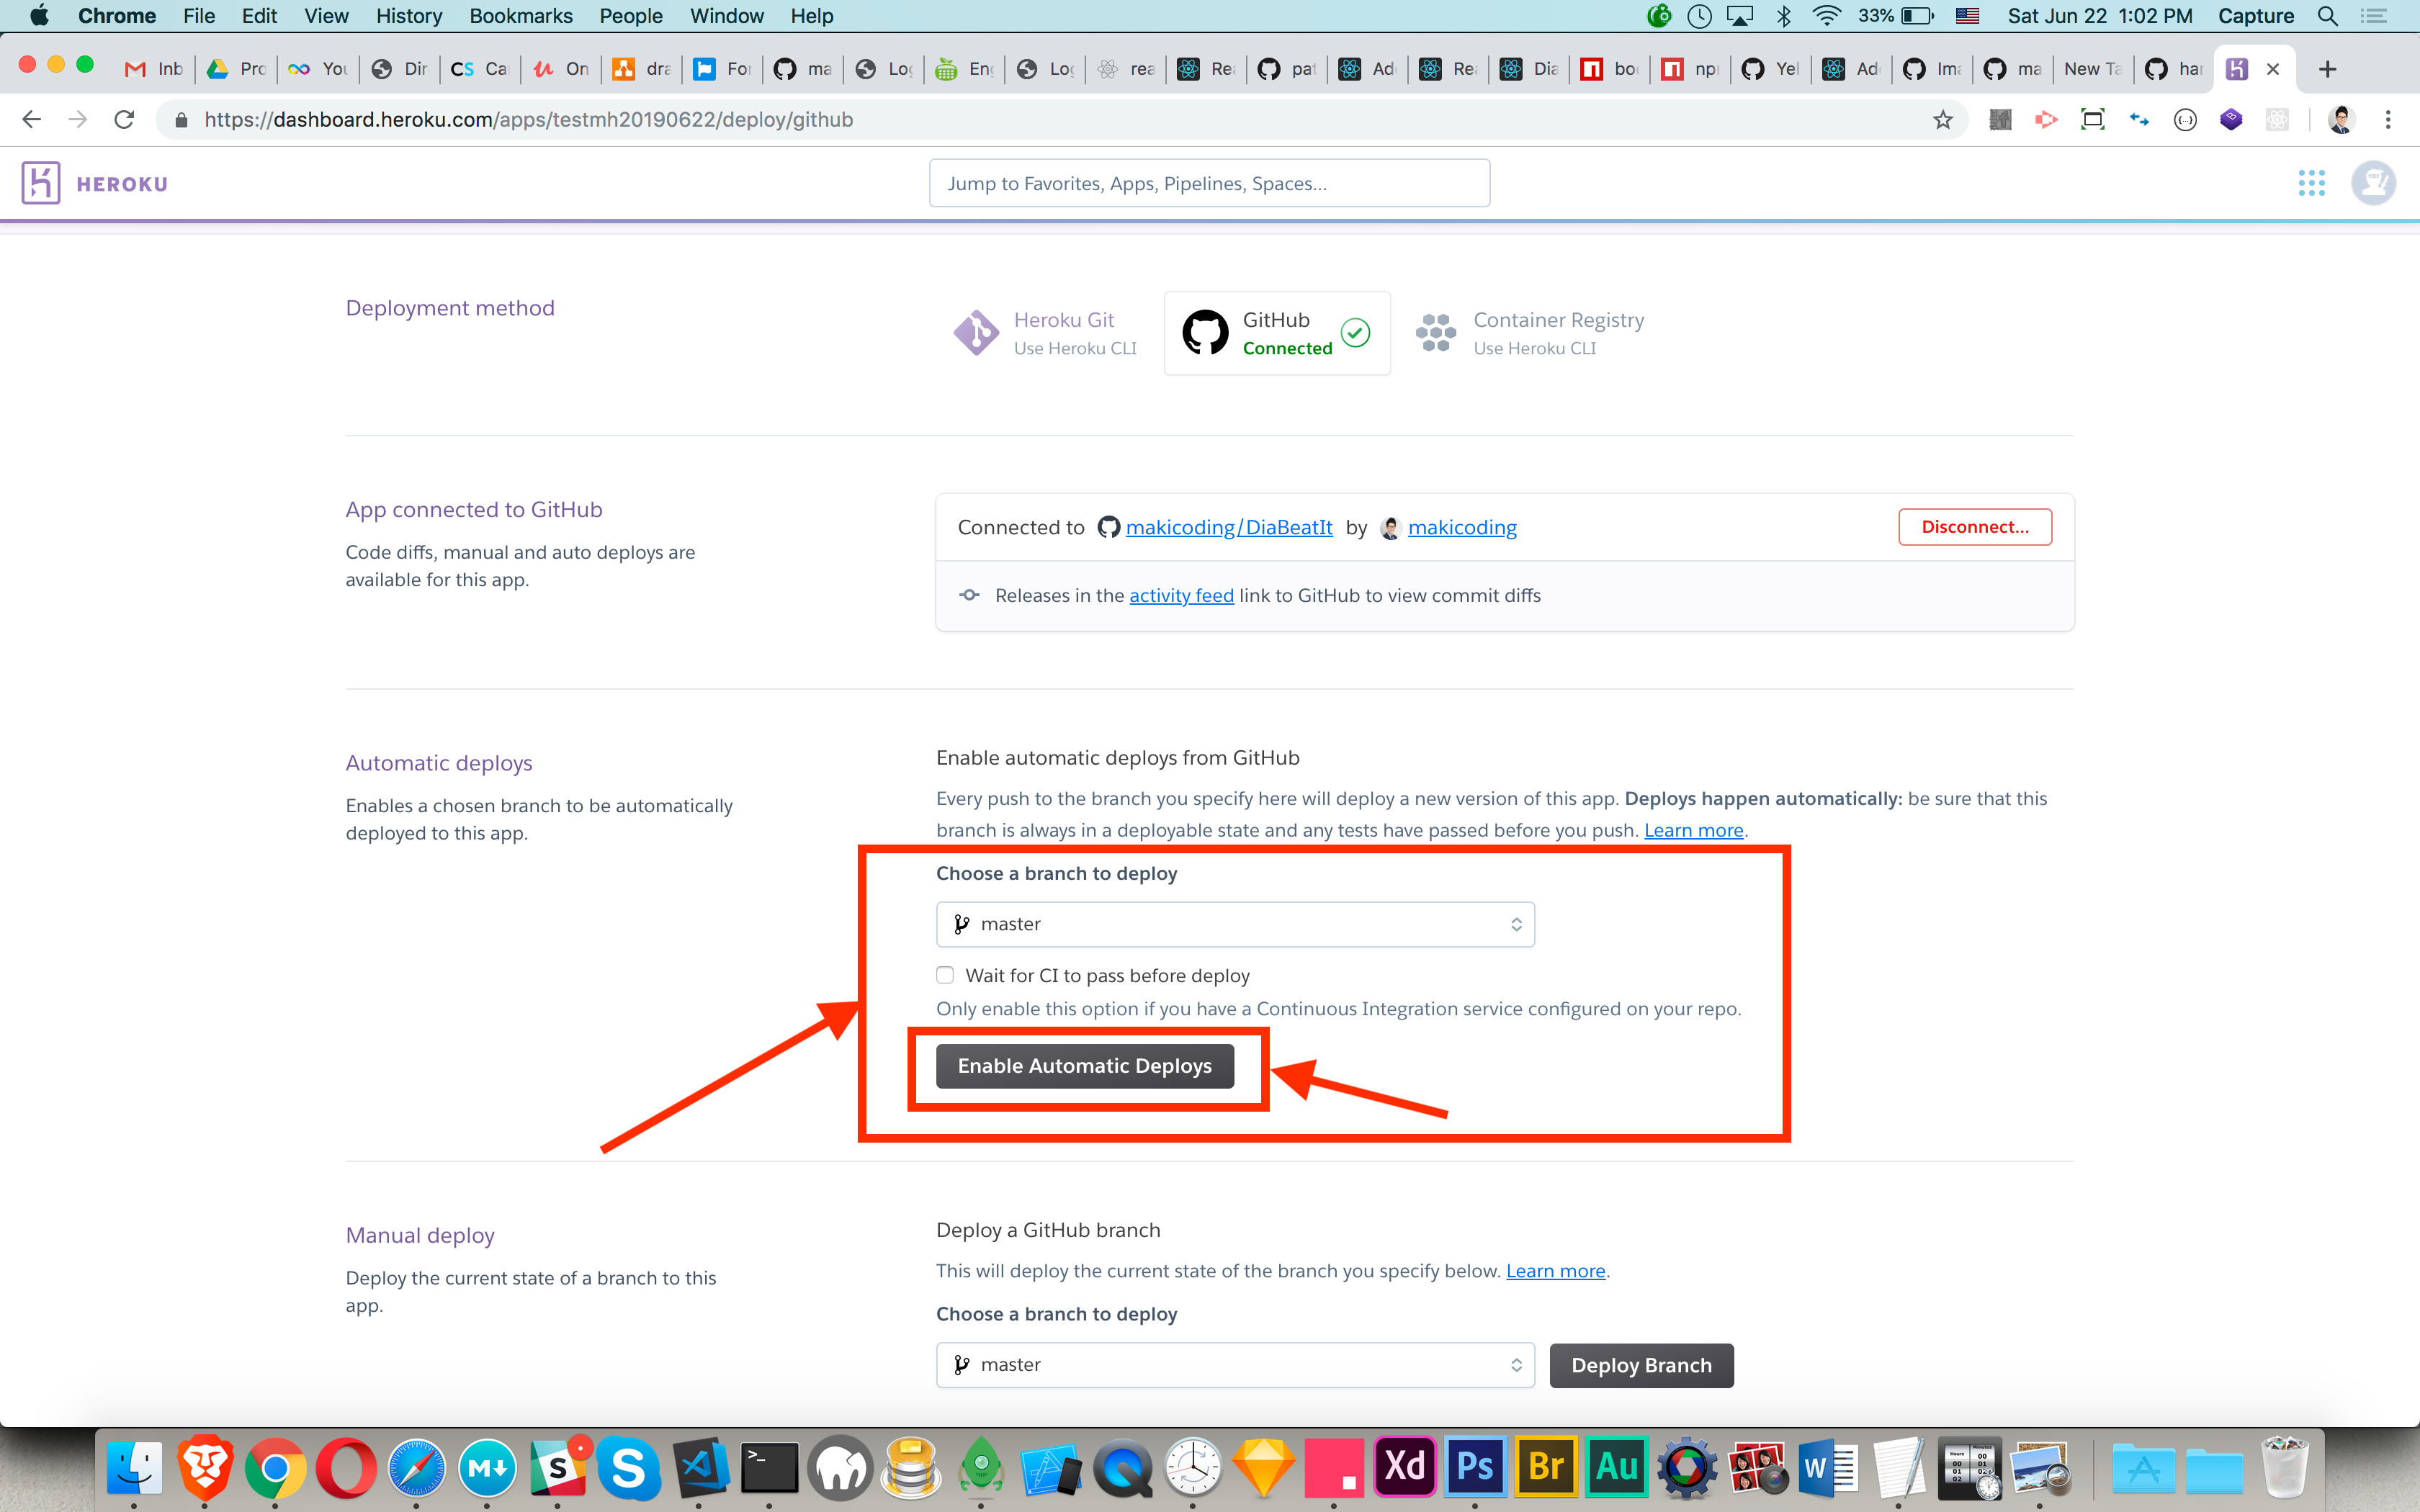 Chrome File Edit View History Bookmarks People Window Help 33% Sat Jun 22 1:02 PM Capture
Inb Pro You Dir CS Ca On dra For ma Log Eng Log rea Rea pat Ad Rea Dia bo np Yel Ad Ima ma New Ta har
https://dashboard.heroku.com/apps/testmh20190622/deploy/github
HEROKU
Jump to Favorites, Apps, Pipelines, Spaces...
Deployment method
Heroku Git
Use Heroku CLI
GitHub
Connected
Container Registry
Use Heroku CLI
App connected to GitHub
Code diffs, manual and auto deploys are
available for this app.
Connected to makicoding/DiaBeatIt by makicoding
Disconnect...
Releases in the activity feed link to GitHub to view commit diffs
Automatic deploys
Enables a chosen branch to be automatically
deployed to this app.
Enable automatic deploys from GitHub
Every push to the branch you specify here will deploy a new version of this app. Deploys happen automatically: be sure that this
branch is always in a deployable state and any tests have passed before you push. Learn more.
Choose a branch to deploy
master
Wait for CI to pass before deploy
Only enable this option if you have a Continuous Integration service configured on your repo.
Enable Automatic Deploys
Manual deploy
Deploy the current state of a branch to this
app.
Deploy a GitHub branch
This will deploy the current state of the branch you specify below. Learn more.
Choose a branch to deploy
master
Deploy Branch
M S S >_ Xd Ps Br Au W